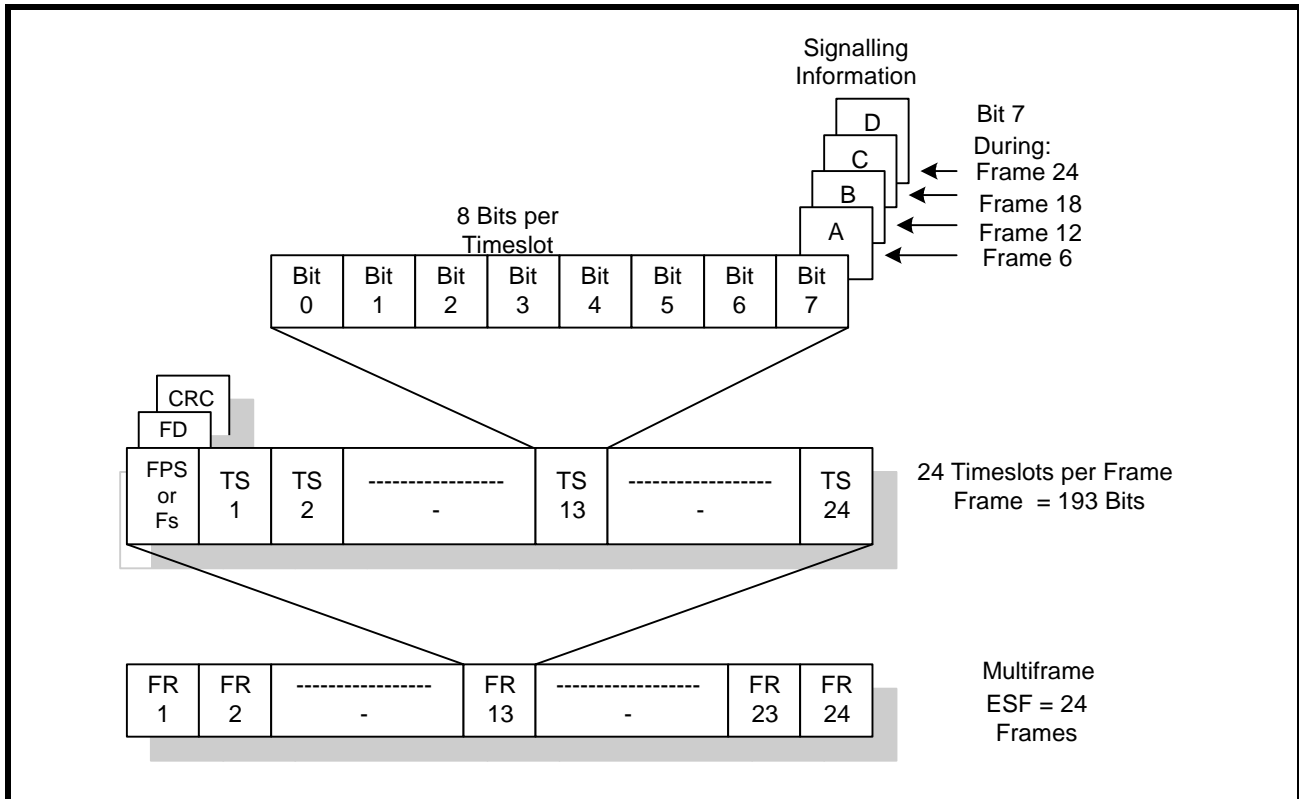 Signalling
Information
D
C
B
A
Bit 7
During:
Frame 24
Frame 18
Frame 12
Frame 6
8 Bits per
Timeslot
Bit 0 Bit 1 Bit 2 Bit 3 Bit 4 Bit 5 Bit 6 Bit 7
CRC
FD
FPS or Fs
TS 1
TS 2
-----------------
-
TS 13
------------------
-
TS 24
24 Timeslots per Frame
Frame = 193 Bits
FR 1
FR 2
-----------------
-
FR 13
------------------
-
FR 23
FR 24
Multiframe
ESF = 24
Frames